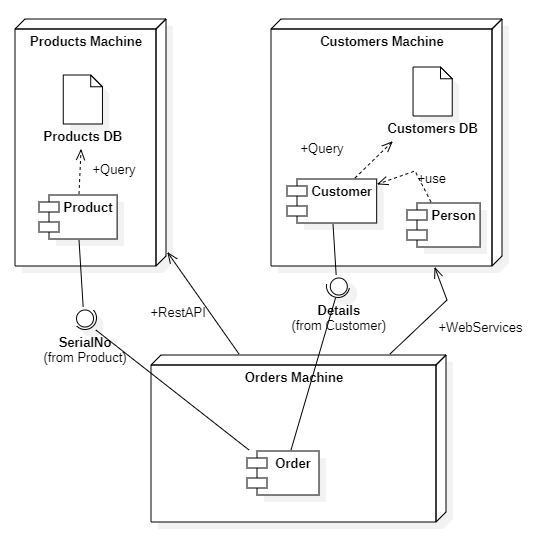 Products Machine
Customers Machine
Products DB
Customers DB
+Query
+Query
+use
Product
Customer
Person
+RestAPI
Details
(from Customer)
+WebServices
SerialNo
(from Product)
Orders Machine
Order